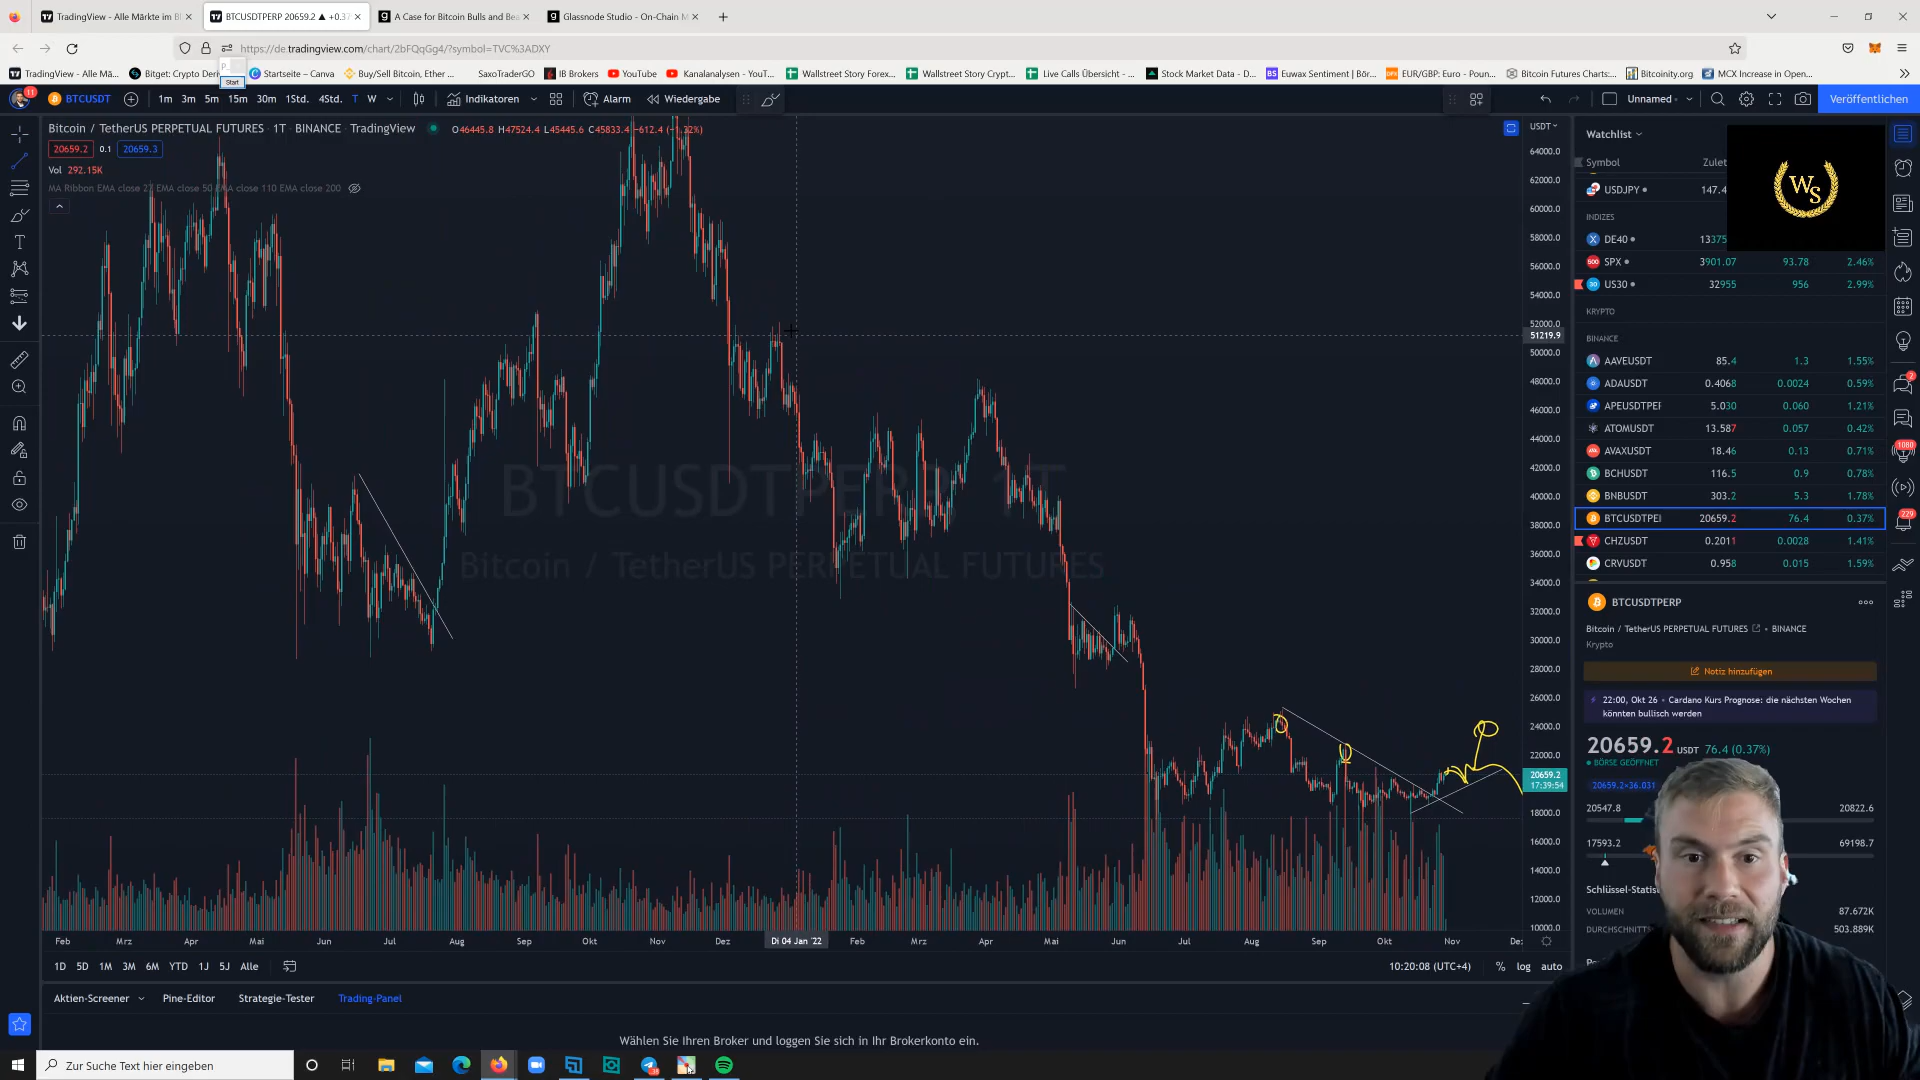 TradingView - Alle Märkte im Bl
BTCUSDTPERP 20659.2 ▲ +0.37
A Case for Bitcoin Bulls and Bea
Glassnode Studio - On-Chain M
https://de.tradingview.com/chart/2bFQqGg4/?symbol=TVC%3ADXY
TradingView - Alle Mä...
Bitget: Crypto Deri
Start
Startseite – Canva
Buy/Sell Bitcoin, Ether ...
SaxoTraderGO
IB Brokers
YouTube
Kanalanalysen - YouT...
Wallstreet Story Forex...
Wallstreet Story Crypt...
Live Calls Übersicht - ...
Stock Market Data - D...
Euwax Sentiment | Bör...
EUR/GBP: Euro - Poun...
Bitcoin Futures Charts:...
Bitcoinity.org
MCX Increase in Open...
11
BTCUSDT
1m 3m 5m 15m 30m 1Std. 4Std. T W
Indikatoren
Alarm
Wiedergabe
Unnamed
Veröffentlichen
Bitcoin / TetherUS PERPETUAL FUTURES · 1T · BINANCE · TradingView
O46445.8 H47524.4 L45445.6 C45833.4 −612.4 (−1.32%)
20659.2 0.1 20659.3
Vol 292.15K
MA Ribbon EMA close 27 EMA close 50 EMA close 110 EMA close 200
BTCUSDTPERP, 1T
Bitcoin / TetherUS PERPETUAL FUTURES
USDT
64000.0
62000.0
60000.0
58000.0
56000.0
54000.0
52000.0
51219.9
50000.0
48000.0
46000.0
44000.0
42000.0
40000.0
38000.0
36000.0
34000.0
32000.0
30000.0
28000.0
26000.0
24000.0
22000.0
20659.2
17:39:54
18000.0
16000.0
14000.0
12000.0
10000.0
Feb Mrz Apr Mai Jun Jul Aug Sep Okt Nov Dez Di 04 Jan '22 Feb Mrz Apr Mai Jun Jul Aug Sep Okt Nov De
1D 5D 1M 3M 6M YTD 1J 5J Alle
10:20:08 (UTC+4)
% log auto
Aktien-Screener
Pine-Editor
Strategie-Tester
Trading-Panel
Wählen Sie Ihren Broker und loggen Sie sich in Ihr Brokerkonto ein.
Zur Suche Text hier eingeben
Watchlist
WS
Symbol Zulet
USDJPY 147.4
INDIZES
DE40 13375
SPX 3901.07 93.78 2.46%
US30 32955 956 2.99%
KRYPTO
BINANCE
AAVEUSDT 85.4 1.3 1.55%
ADAUSDT 0.4068 0.0024 0.59%
APEUSDTPEF 5.030 0.060 1.21%
ATOMUSDT 13.587 0.057 0.42%
AVAXUSDT 18.46 0.13 0.71%
BCHUSDT 116.5 0.9 0.78%
BNBUSDT 303.2 5.3 1.78%
BTCUSDTPEI 20659.2 76.4 0.37%
CHZUSDT 0.2011 0.0028 1.41%
CRVUSDT 0.958 0.015 1.59%
BTCUSDTPERP
Bitcoin / TetherUS PERPETUAL FUTURES • BINANCE
Krypto
Notiz hinzufügen
22:00, Okt 26 • Cardano Kurs Prognose: die nächsten Wochen
könnten bullisch werden
20659.2 USDT 76.4 (0.37%)
BÖRSE GEÖFFNET
20659.2×36.031
20547.8 20822.6
17593.2 69198.7
Schlüssel-Statis
VOLUMEN 87.672K
DURCHSCHNITT 503.889K
2
1080
229